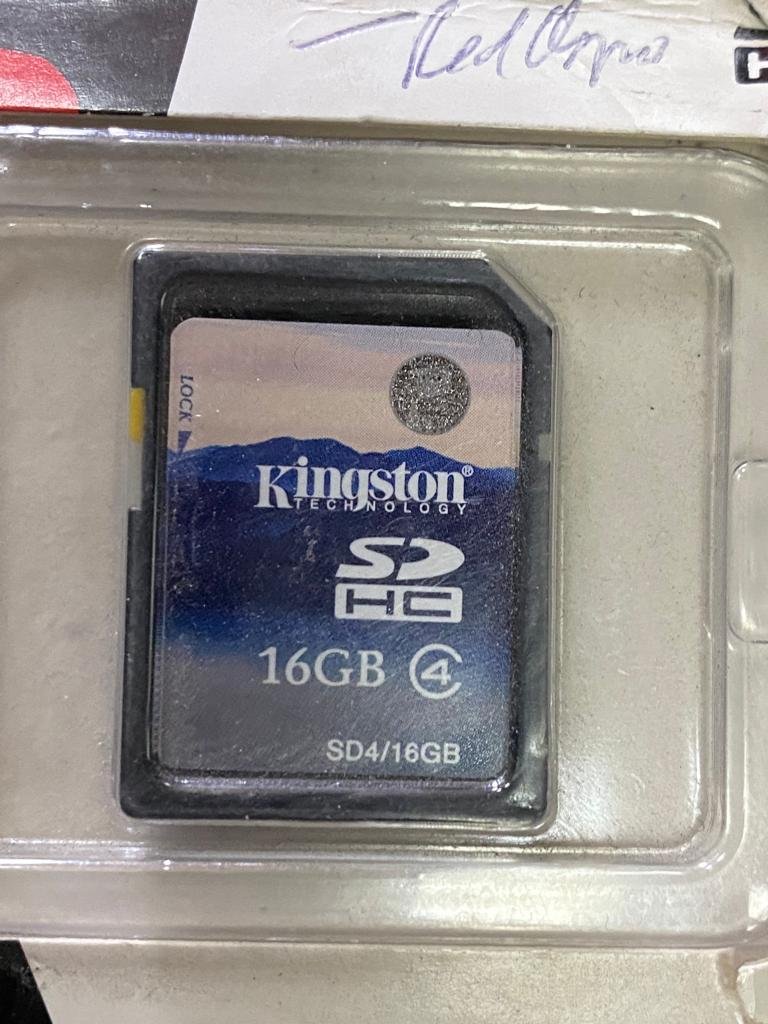 LOCK
Kingston®
TECHNOLOGY
SD
HC
16GB 4
SD4/16GB